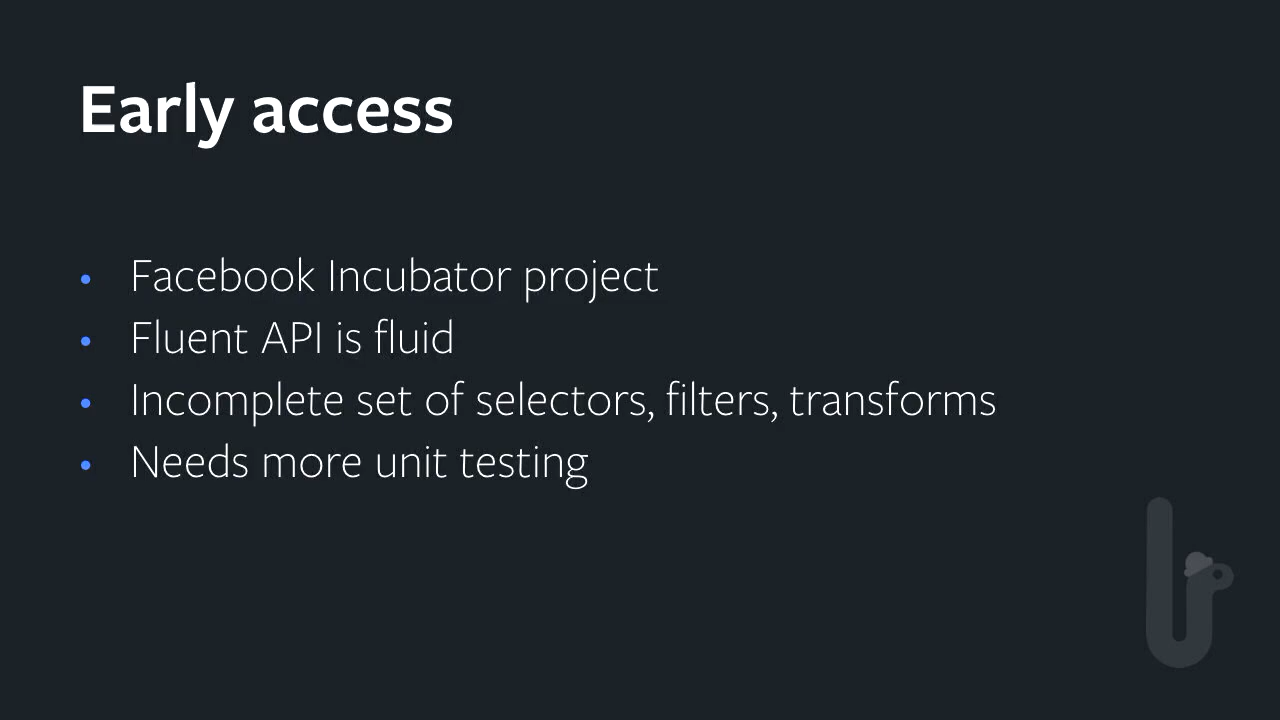 Early access
• Facebook Incubator project
• Fluent API is fluid
• Incomplete set of selectors, filters, transforms
• Needs more unit testing